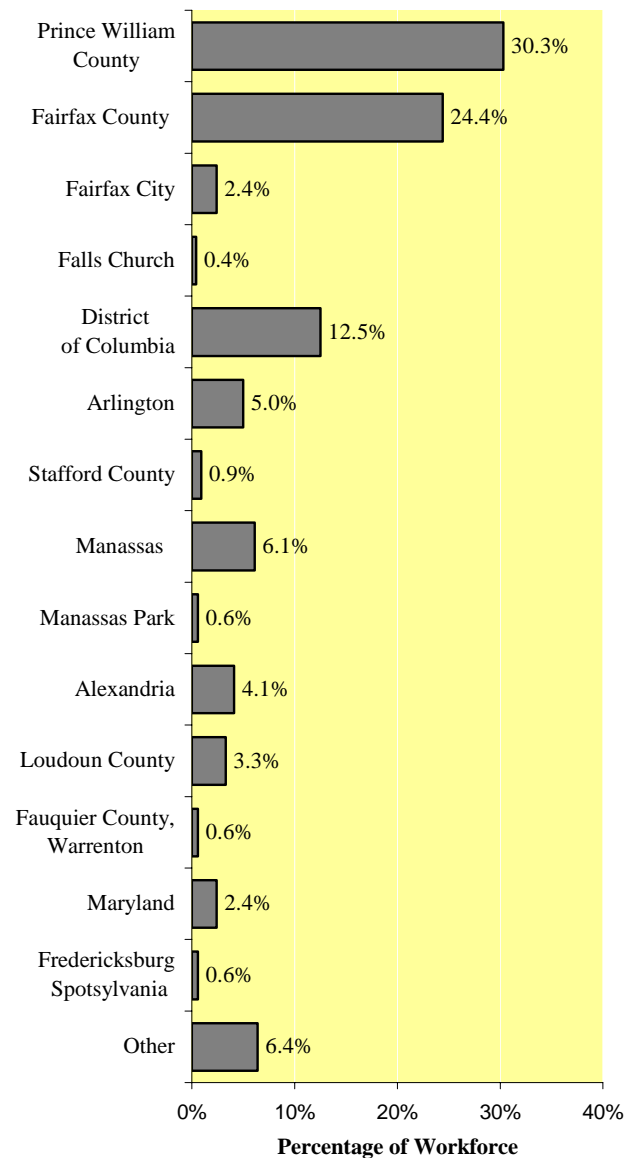 Prince William
County
30.3%
Fairfax County
24.4%
Fairfax City
2.4%
Falls Church
0.4%
District
of Columbia
12.5%
Arlington
5.0%
Stafford County
0.9%
Manassas
6.1%
Manassas Park
0.6%
Alexandria
4.1%
Loudoun County
3.3%
Fauquier County,
Warrenton
0.6%
Maryland
2.4%
Fredericksburg
Spotsylvania
0.6%
Other
6.4%
0% 10% 20% 30% 40%
Percentage of Workforce